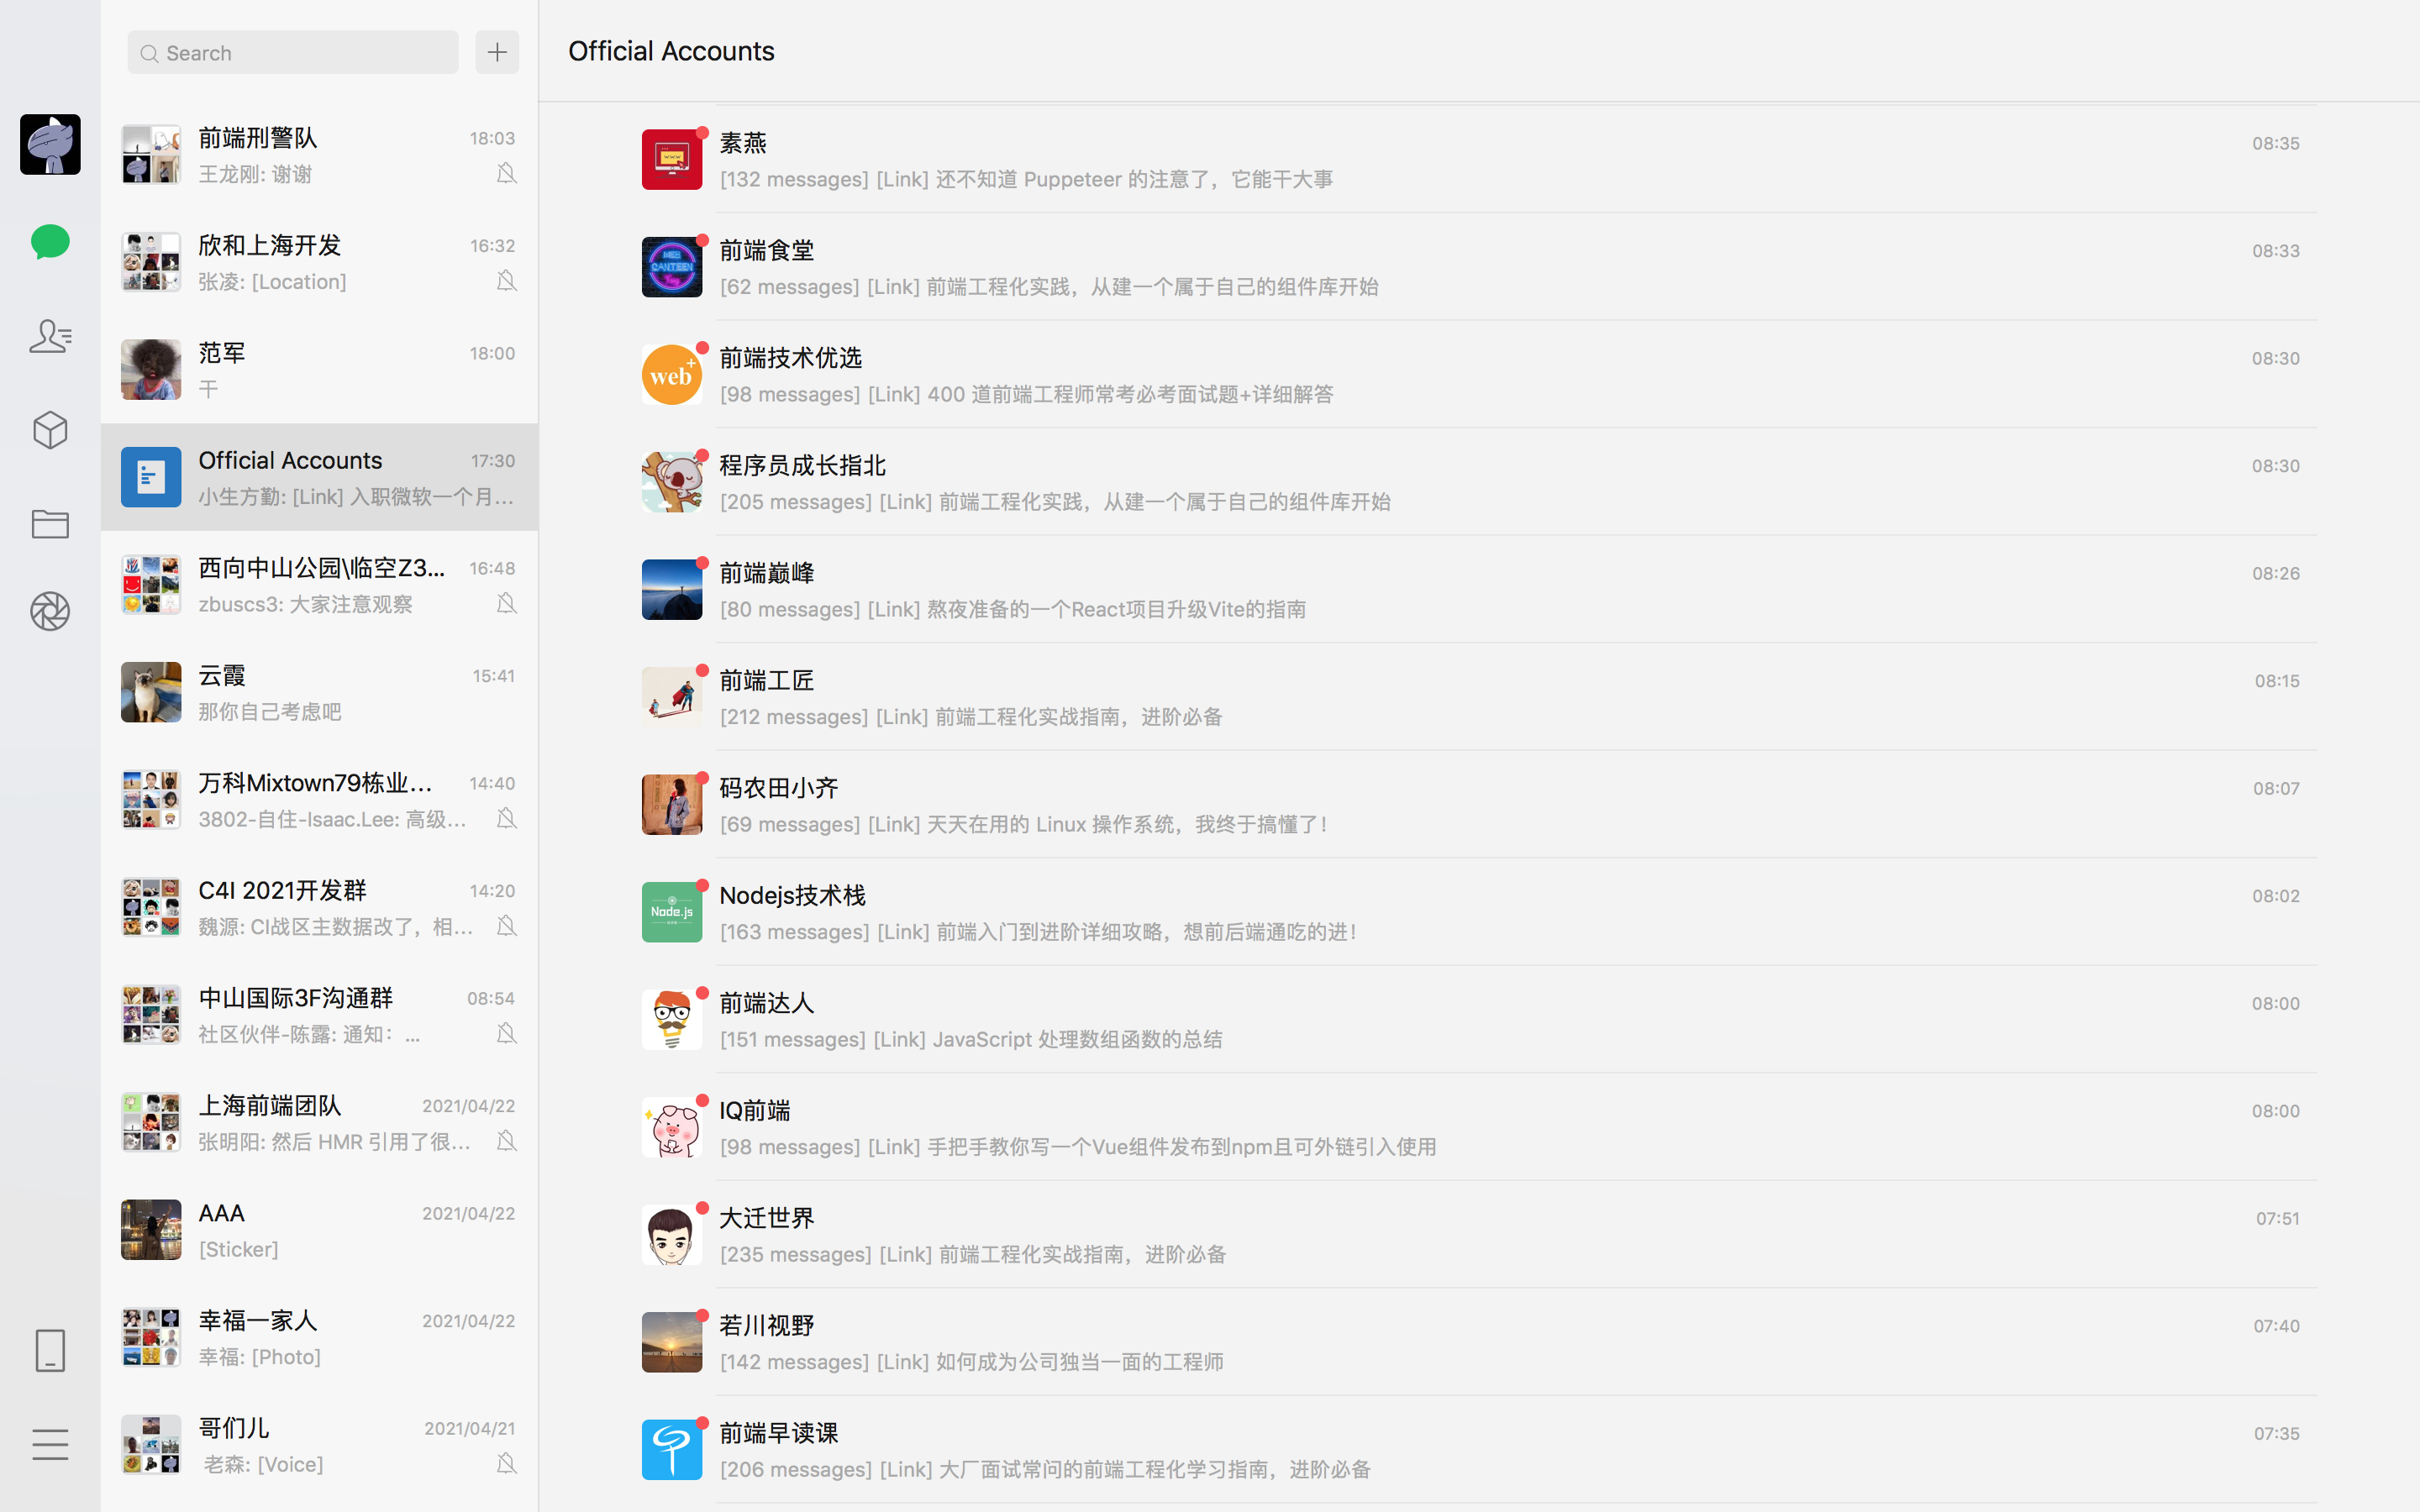 Search
前端刑警队
18:03
王龙刚: 谢谢
欣和上海开发
16:32
张凌: [Location]
范军
18:00
干
Official Accounts
17:30
小生方勤: [Link] 入职微软一个月...
西向中山公园\临空Z3...
16:48
zbuscs3: 大家注意观察
云霞
15:41
那你自己考虑吧
万科Mixtown79栋业...
14:40
3802-自住-Isaac.Lee: 高级...
C4I 2021开发群
14:20
魏源: CI战区主数据改了，相...
中山国际3F沟通群
08:54
社区伙伴-陈露: 通知： ...
上海前端团队
2021/04/22
张明阳: 然后 HMR 引用了很...
AAA
2021/04/22
[Sticker]
幸福一家人
2021/04/22
幸福: [Photo]
哥们儿
2021/04/21
老森: [Voice]
Official Accounts
素燕
08:35
[132 messages] [Link] 还不知道 Puppeteer 的注意了，它能干大事
CANTEEN
前端食堂
08:33
[62 messages] [Link] 前端工程化实践，从建一个属于自己的组件库开始
web+
前端技术优选
08:30
[98 messages] [Link] 400 道前端工程师常考必考面试题+详细解答
程序员成长指北
08:30
[205 messages] [Link] 前端工程化实践，从建一个属于自己的组件库开始
前端巅峰
08:26
[80 messages] [Link] 熬夜准备的一个React项目升级Vite的指南
前端工匠
08:15
[212 messages] [Link] 前端工程化实战指南，进阶必备
码农田小齐
08:07
[69 messages] [Link] 天天在用的 Linux 操作系统，我终于搞懂了！
Node.js
Nodejs技术栈
08:02
[163 messages] [Link] 前端入门到进阶详细攻略，想前后端通吃的进！
前端达人
08:00
[151 messages] [Link] JavaScript 处理数组函数的总结
IQ前端
08:00
[98 messages] [Link] 手把手教你写一个Vue组件发布到npm且可外链引入使用
大迁世界
07:51
[235 messages] [Link] 前端工程化实战指南，进阶必备
若川视野
07:40
[142 messages] [Link] 如何成为公司独当一面的工程师
前端早读课
07:35
[206 messages] [Link] 大厂面试常问的前端工程化学习指南，进阶必备